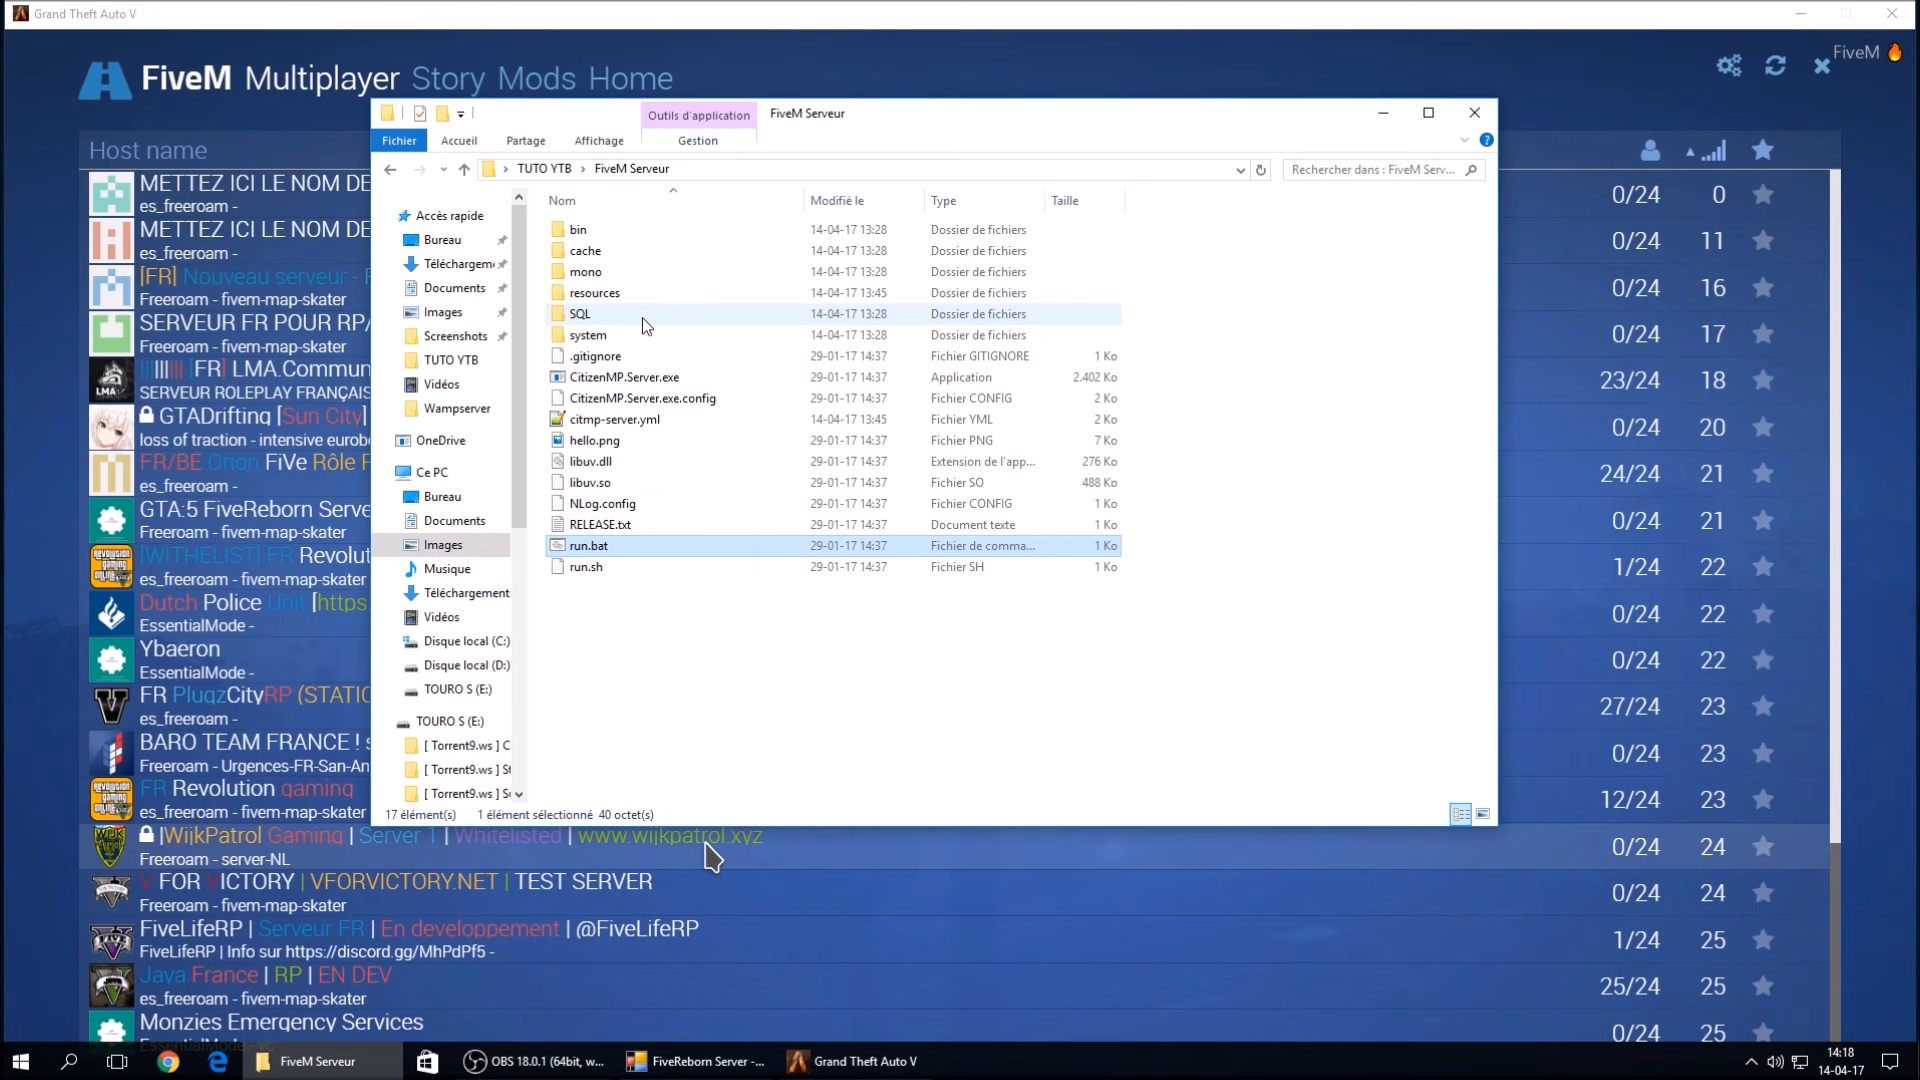 Grand Theft Auto V
FiveM Multiplayer Story Mods Home
FiveM
Outils d'application
FiveM Serveur
Fichier
Accueil
Partage
Affichage
Gestion
TUTO YTB
FiveM Serveur
Rechercher dans : FiveM Serv...
Nom
Modifié le
Type
Taille
Accès rapide
Bureau
Téléchargem
Documents
Images
Screenshots
TUTO YTB
Vidéos
Wampserver
OneDrive
Ce PC
Bureau
Documents
Images
Musique
Téléchargement
Vidéos
Disque local (C:)
Disque local (D:)
TOURO S (E:)
TOURO S (E:)
[ Torrent9.ws ] C
[ Torrent9.ws ] St
[ Torrent9.ws ] S
bin 14-04-17 13:28 Dossier de fichiers
cache 14-04-17 13:28 Dossier de fichiers
mono 14-04-17 13:28 Dossier de fichiers
resources 14-04-17 13:45 Dossier de fichiers
SQL 14-04-17 13:28 Dossier de fichiers
system 14-04-17 13:28 Dossier de fichiers
.gitignore 29-01-17 14:37 Fichier GITIGNORE 1 Ko
CitizenMP.Server.exe 29-01-17 14:37 Application 2.402 Ko
CitizenMP.Server.exe.config 29-01-17 14:37 Fichier CONFIG 2 Ko
citmp-server.yml 14-04-17 13:45 Fichier YML 2 Ko
hello.png 29-01-17 14:37 Fichier PNG 7 Ko
libuv.dll 29-01-17 14:37 Extension de l'app... 276 Ko
libuv.so 29-01-17 14:37 Fichier SO 488 Ko
NLog.config 29-01-17 14:37 Fichier CONFIG 1 Ko
RELEASE.txt 29-01-17 14:37 Document texte 1 Ko
run.bat 29-01-17 14:37 Fichier de comma... 1 Ko
run.sh 29-01-17 14:37 Fichier SH 1 Ko
17 élément(s) 1 élément sélectionné 40 octet(s)
Host name
METTEZ ICI LE NOM DE 0/24 0
es_freeroam -
METTEZ ICI LE NOM DE 0/24 11
es_freeroam -
[FR] Nouveau serveur - 0/24 16
Freeroam - fivem-map-skater
SERVEUR FR POUR RP/ 0/24 17
Freeroam - fivem-map-skater
|||||||| [FR] LMA.Commun 23/24 18
SERVEUR ROLEPLAY FRANÇAIS
GTADrifting [Sun City] 0/24 20
loss of traction - intensive eurob
FR/BE Orion FiVe Rôle 24/24 21
es_freeroam -
GTA:5 FiveReborn Serve 0/24 21
Freeroam - fivem-map-skater
[WITHELIST] FR Revolut 1/24 22
es_freeroam - fivem-map-skater
Dutch Police Unit [https: 0/24 22
EssentialMode -
Ybaeron 0/24 22
EssentialMode -
FR PlugzCityRP (STATIC 27/24 23
es_freeroam -
BARO TEAM FRANCE ! 0/24 23
Freeroam - Urgences-FR-San-An
FR Revolution gaming 12/24 23
es_freeroam - fivem-map-skater
|WijkPatrol Gaming | Server 1 | Whitelisted | www.wijkpatrol.xyz 0/24 24
Freeroam - server-NL
V FOR VICTORY | VFORVICTORY.NET | TEST SERVER 0/24 24
Freeroam - fivem-map-skater
FiveLifeRP | Serveur FR | En developpement | @FiveLifeRP 1/24 25
FiveLifeRP | Info sur https://discord.gg/MhPdPf5 -
Java France | RP | EN DEV 25/24 25
es_freeroam - fivem-map-skater
Monzies Emergency Services 0/24 25
FiveM Serveur
OBS 18.0.1 (64bit, w...
FiveReborn Server -...
Grand Theft Auto V
14:18
14-04-17